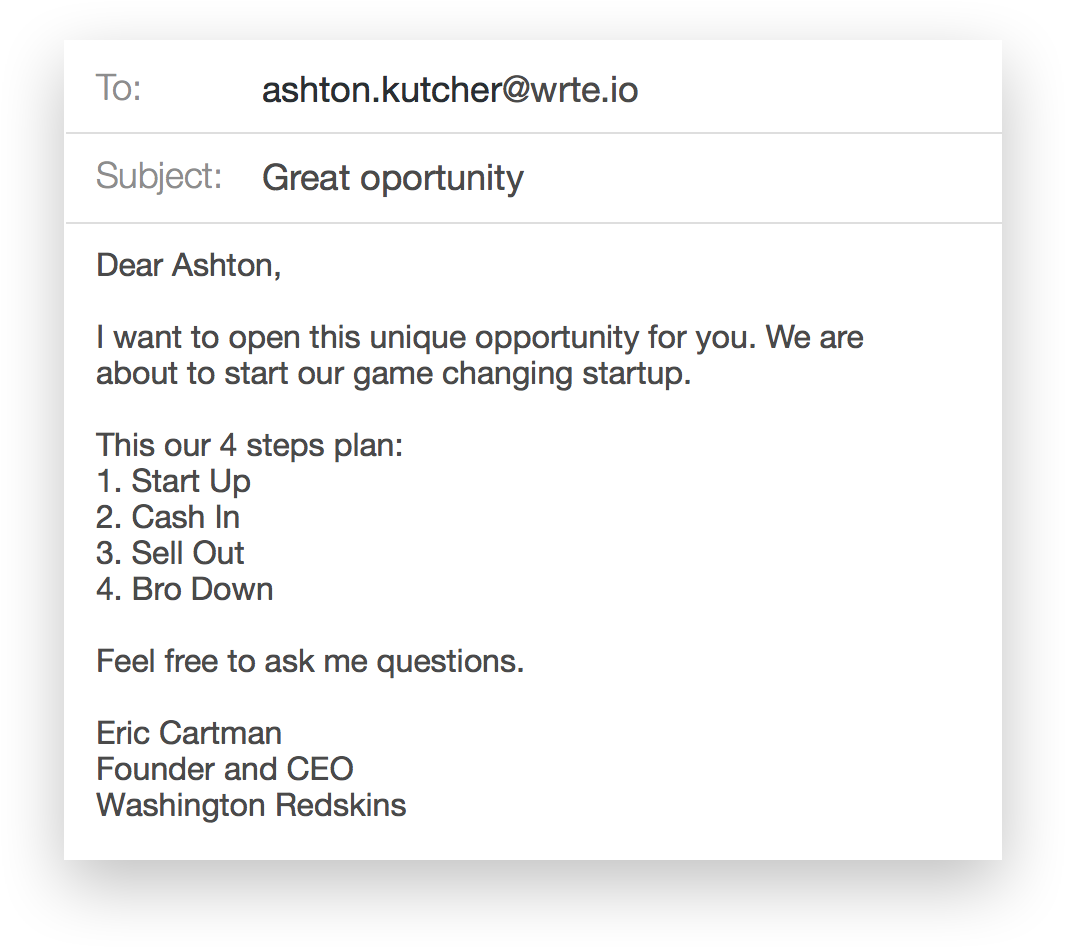 To: ashton.kutcher@wrte.io
Subject: Great oportunity
Dear Ashton,
I want to open this unique opportunity for you. We are
about to start our game changing startup.
This our 4 steps plan:
1. Start Up
2. Cash In
3. Sell Out
4. Bro Down
Feel free to ask me questions.
Eric Cartman
Founder and CEO
Washington Redskins